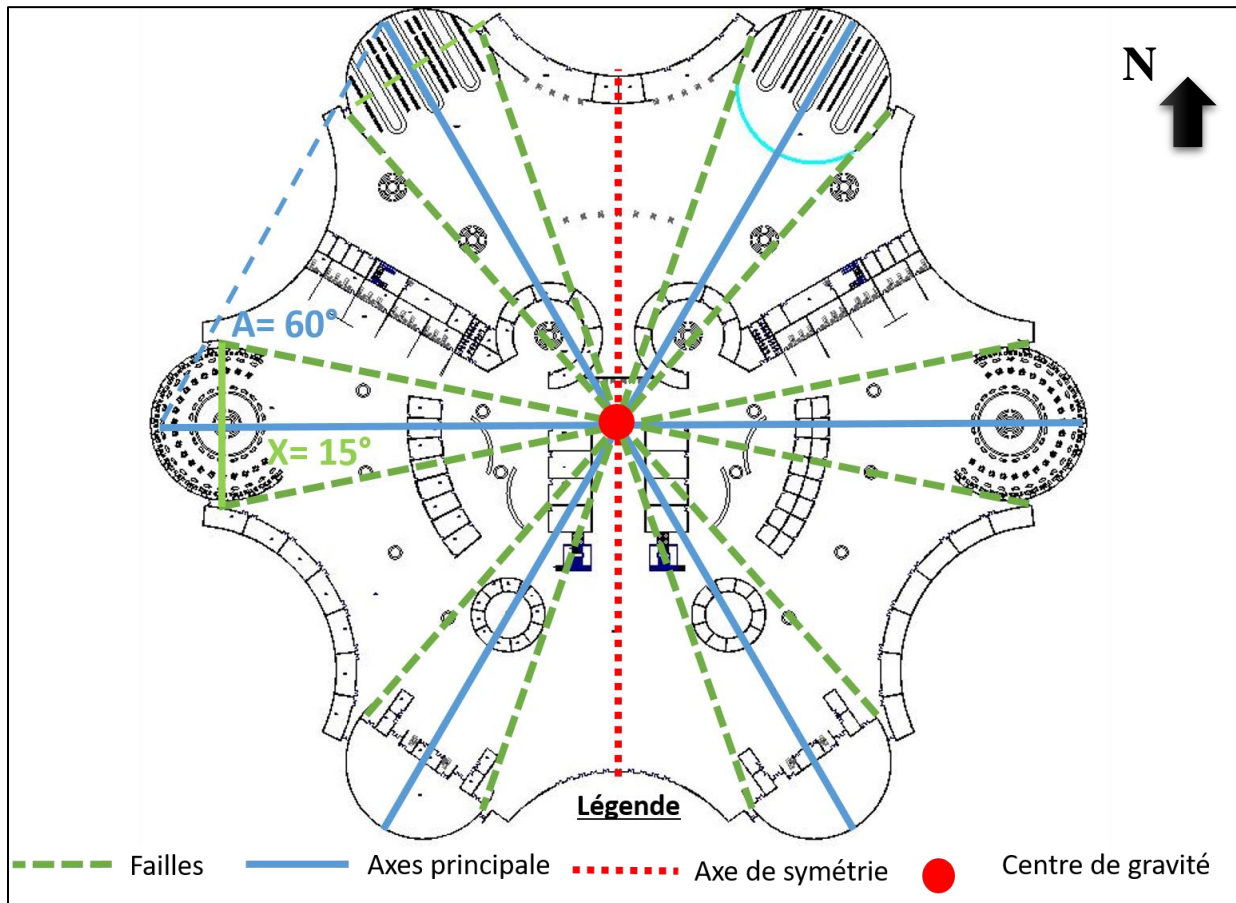 N
A= 60°
X= 15°
Légende
Failles
Axes principale
Axe de symétrie
Centre de gravité